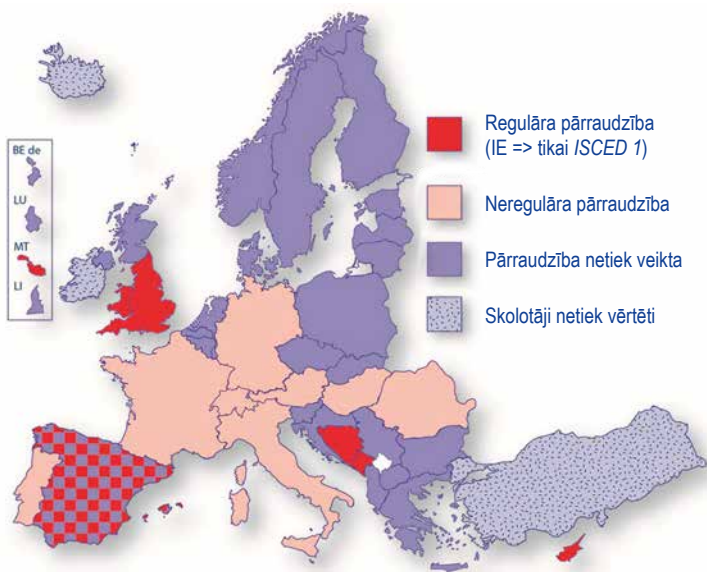 BE de
LU
MT
LI
Regulāra pārraudzība
(IE => tikai ISCED 1)
Neregulāra pārraudzība
Pārraudzība netiek veikta
Skolotāji netiek vērtēti